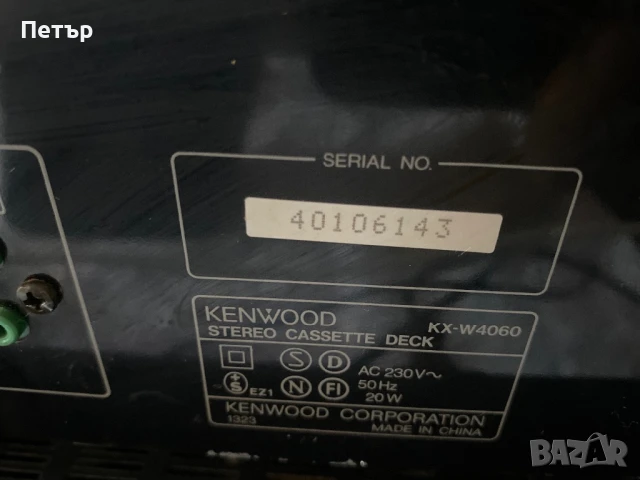 Петър
SERIAL NO.
40106143
KENWOOD KX-W4060
STEREO CASSETTE DECK
S D AC 230V~
50Hz
S EZ1 N FI 20W
KENWOOD CORPORATION
1323 MADE IN CHINA
BAZAR